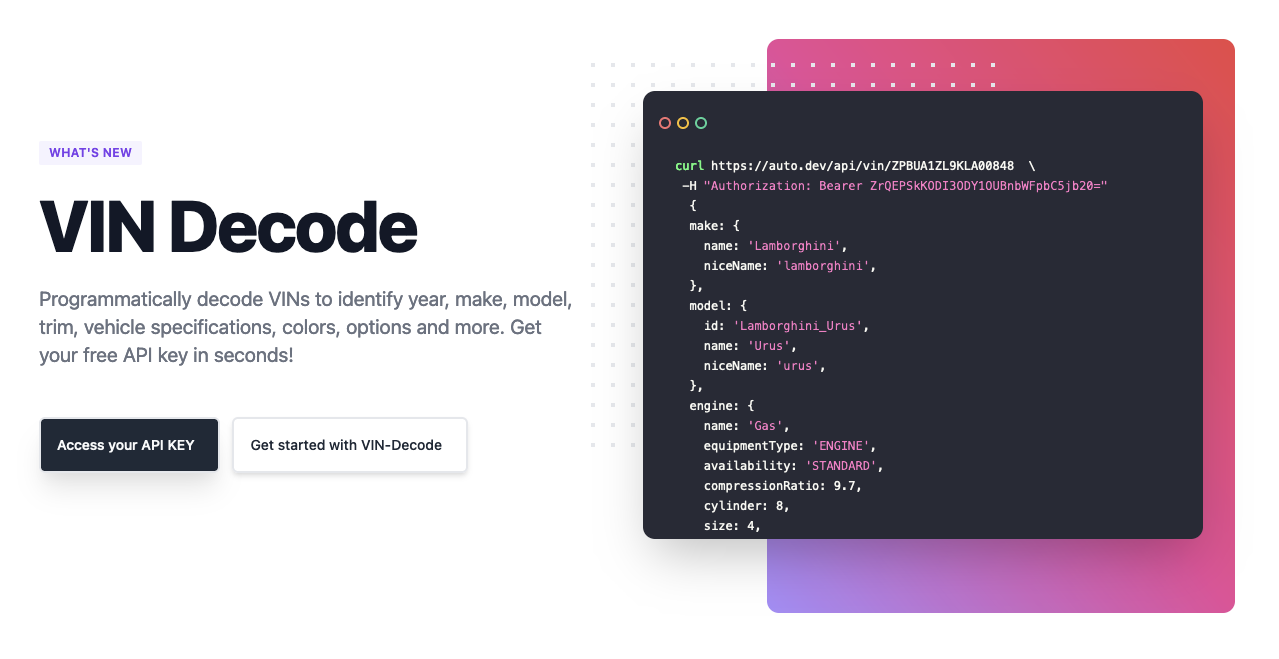 WHAT'S NEW
VIN Decode
Programmatically decode VINs to identify year, make, model,
trim, vehicle specifications, colors, options and more. Get
your free API key in seconds!
Access your API KEY
Get started with VIN-Decode
curl https://auto.dev/api/vin/ZPBUA1ZL9KLA00848 \
-H "Authorization: Bearer ZrQEPSkKODI3ODY1OUBnbWFpbC5jb20="
{
make: {
name: 'Lamborghini',
niceName: 'lamborghini',
},
model: {
id: 'Lamborghini_Urus',
name: 'Urus',
niceName: 'urus',
},
engine: {
name: 'Gas',
equipmentType: 'ENGINE',
availability: 'STANDARD',
compressionRatio: 9.7,
cylinder: 8,
size: 4,